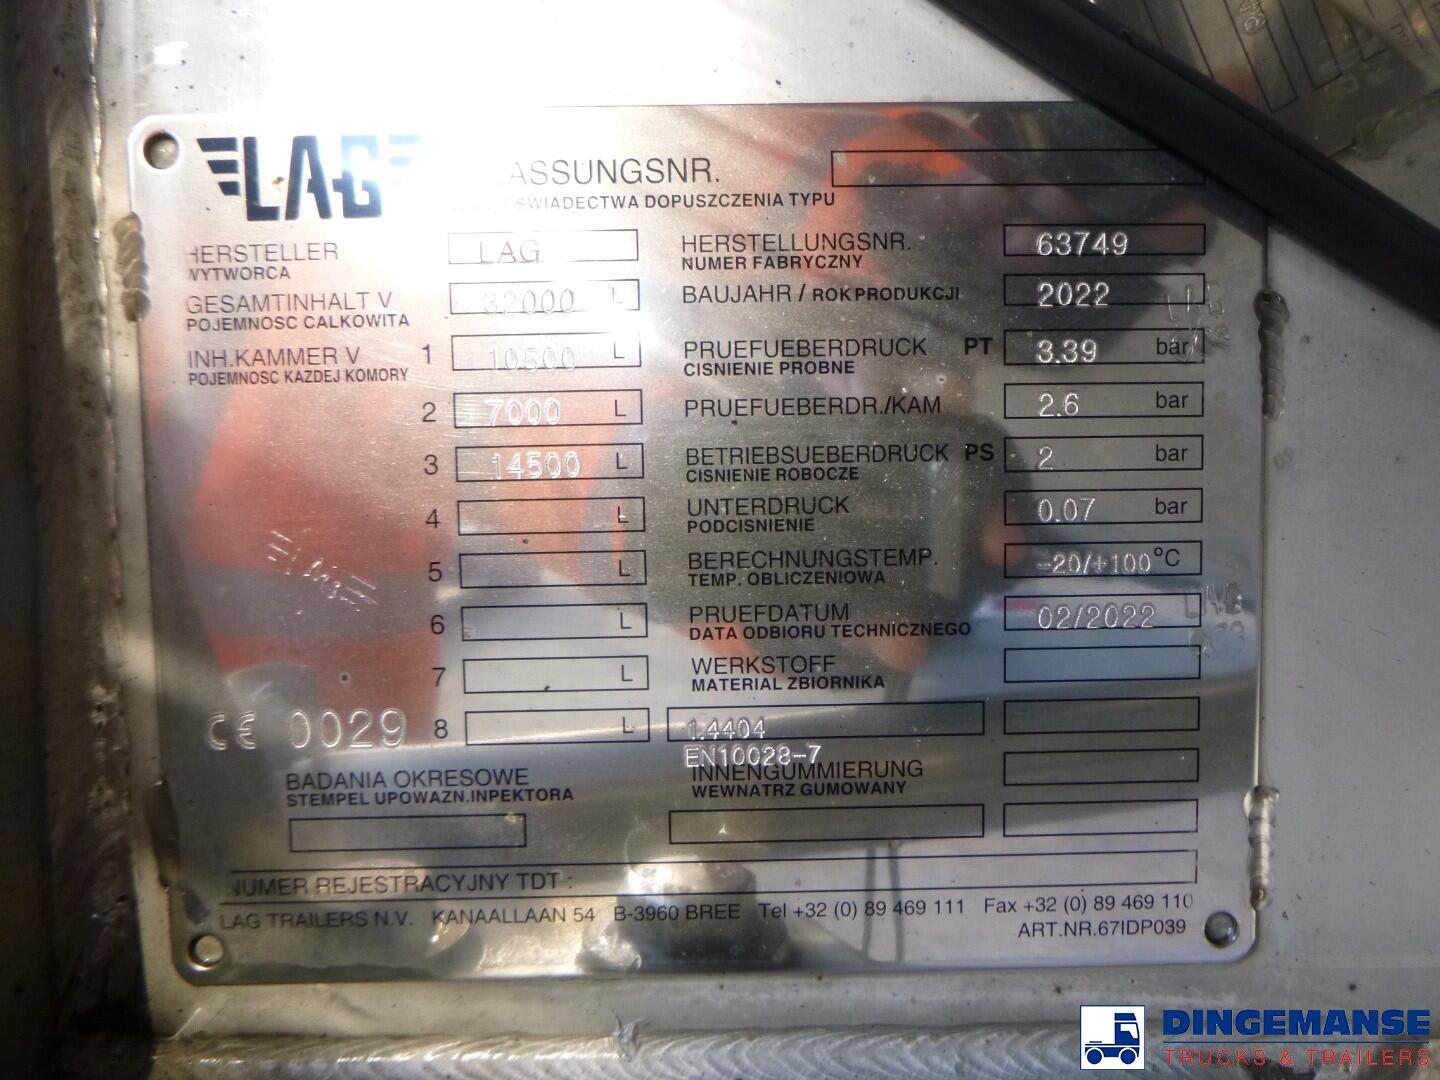 LAG
LASSUNGSNR.
SWIADECTWA DOPUSZCZENIA TYPU
HERSTELLER LAG
WYTWORCA
GESAMTINHALT V 32000 L
POJEMNOSC CALKOWITA
INH.KAMMER V 1 10500 L
POJEMNOSC KAZDEJ KOMORY
2 7000 L
3 14500 L
4 L
5 L
6 L
7 L
8 L
CE 0029
HERSTELLUNGSNR. 63749
NUMER FABRYCZNY
BAUJAHR / ROK PRODUKCJI 2022
LAG
PRUEFUEBERDRUCK PT 3.39 bar
CISNIENIE PROBNE
PRUEFUEBERDR./KAM 2.6 bar
BETRIEBSUEBERDRUCK PS 2 bar
CISNIENIE ROBOCZE
UNTERDRUCK 0.07 bar
PODCISNIENIE
BERECHNUNGSTEMP. -20/+100 °C
TEMP. OBLICZENIOWA
PRUEFDATUM 02/2022 LAG
DATA ODBIORU TECHNICZNEGO
WERKSTOFF
MATERIAL ZBIORNIKA
1.4404
EN10028-7
INNENGUMMIERUNG
WEWNATRZ GUMOWANY
BADANIA OKRESOWE
STEMPEL UPOWAZN.INPEKTORA
NUMER REJESTRACYJNY TDT :
LAG TRAILERS N.V. KANAALLAAN 54 B-3960 BREE Tel +32 (0) 89 469 111 Fax +32 (0) 89 469 110
ART.NR.67IDP039
DINGEMANSE
TRUCKS & TRAILERS